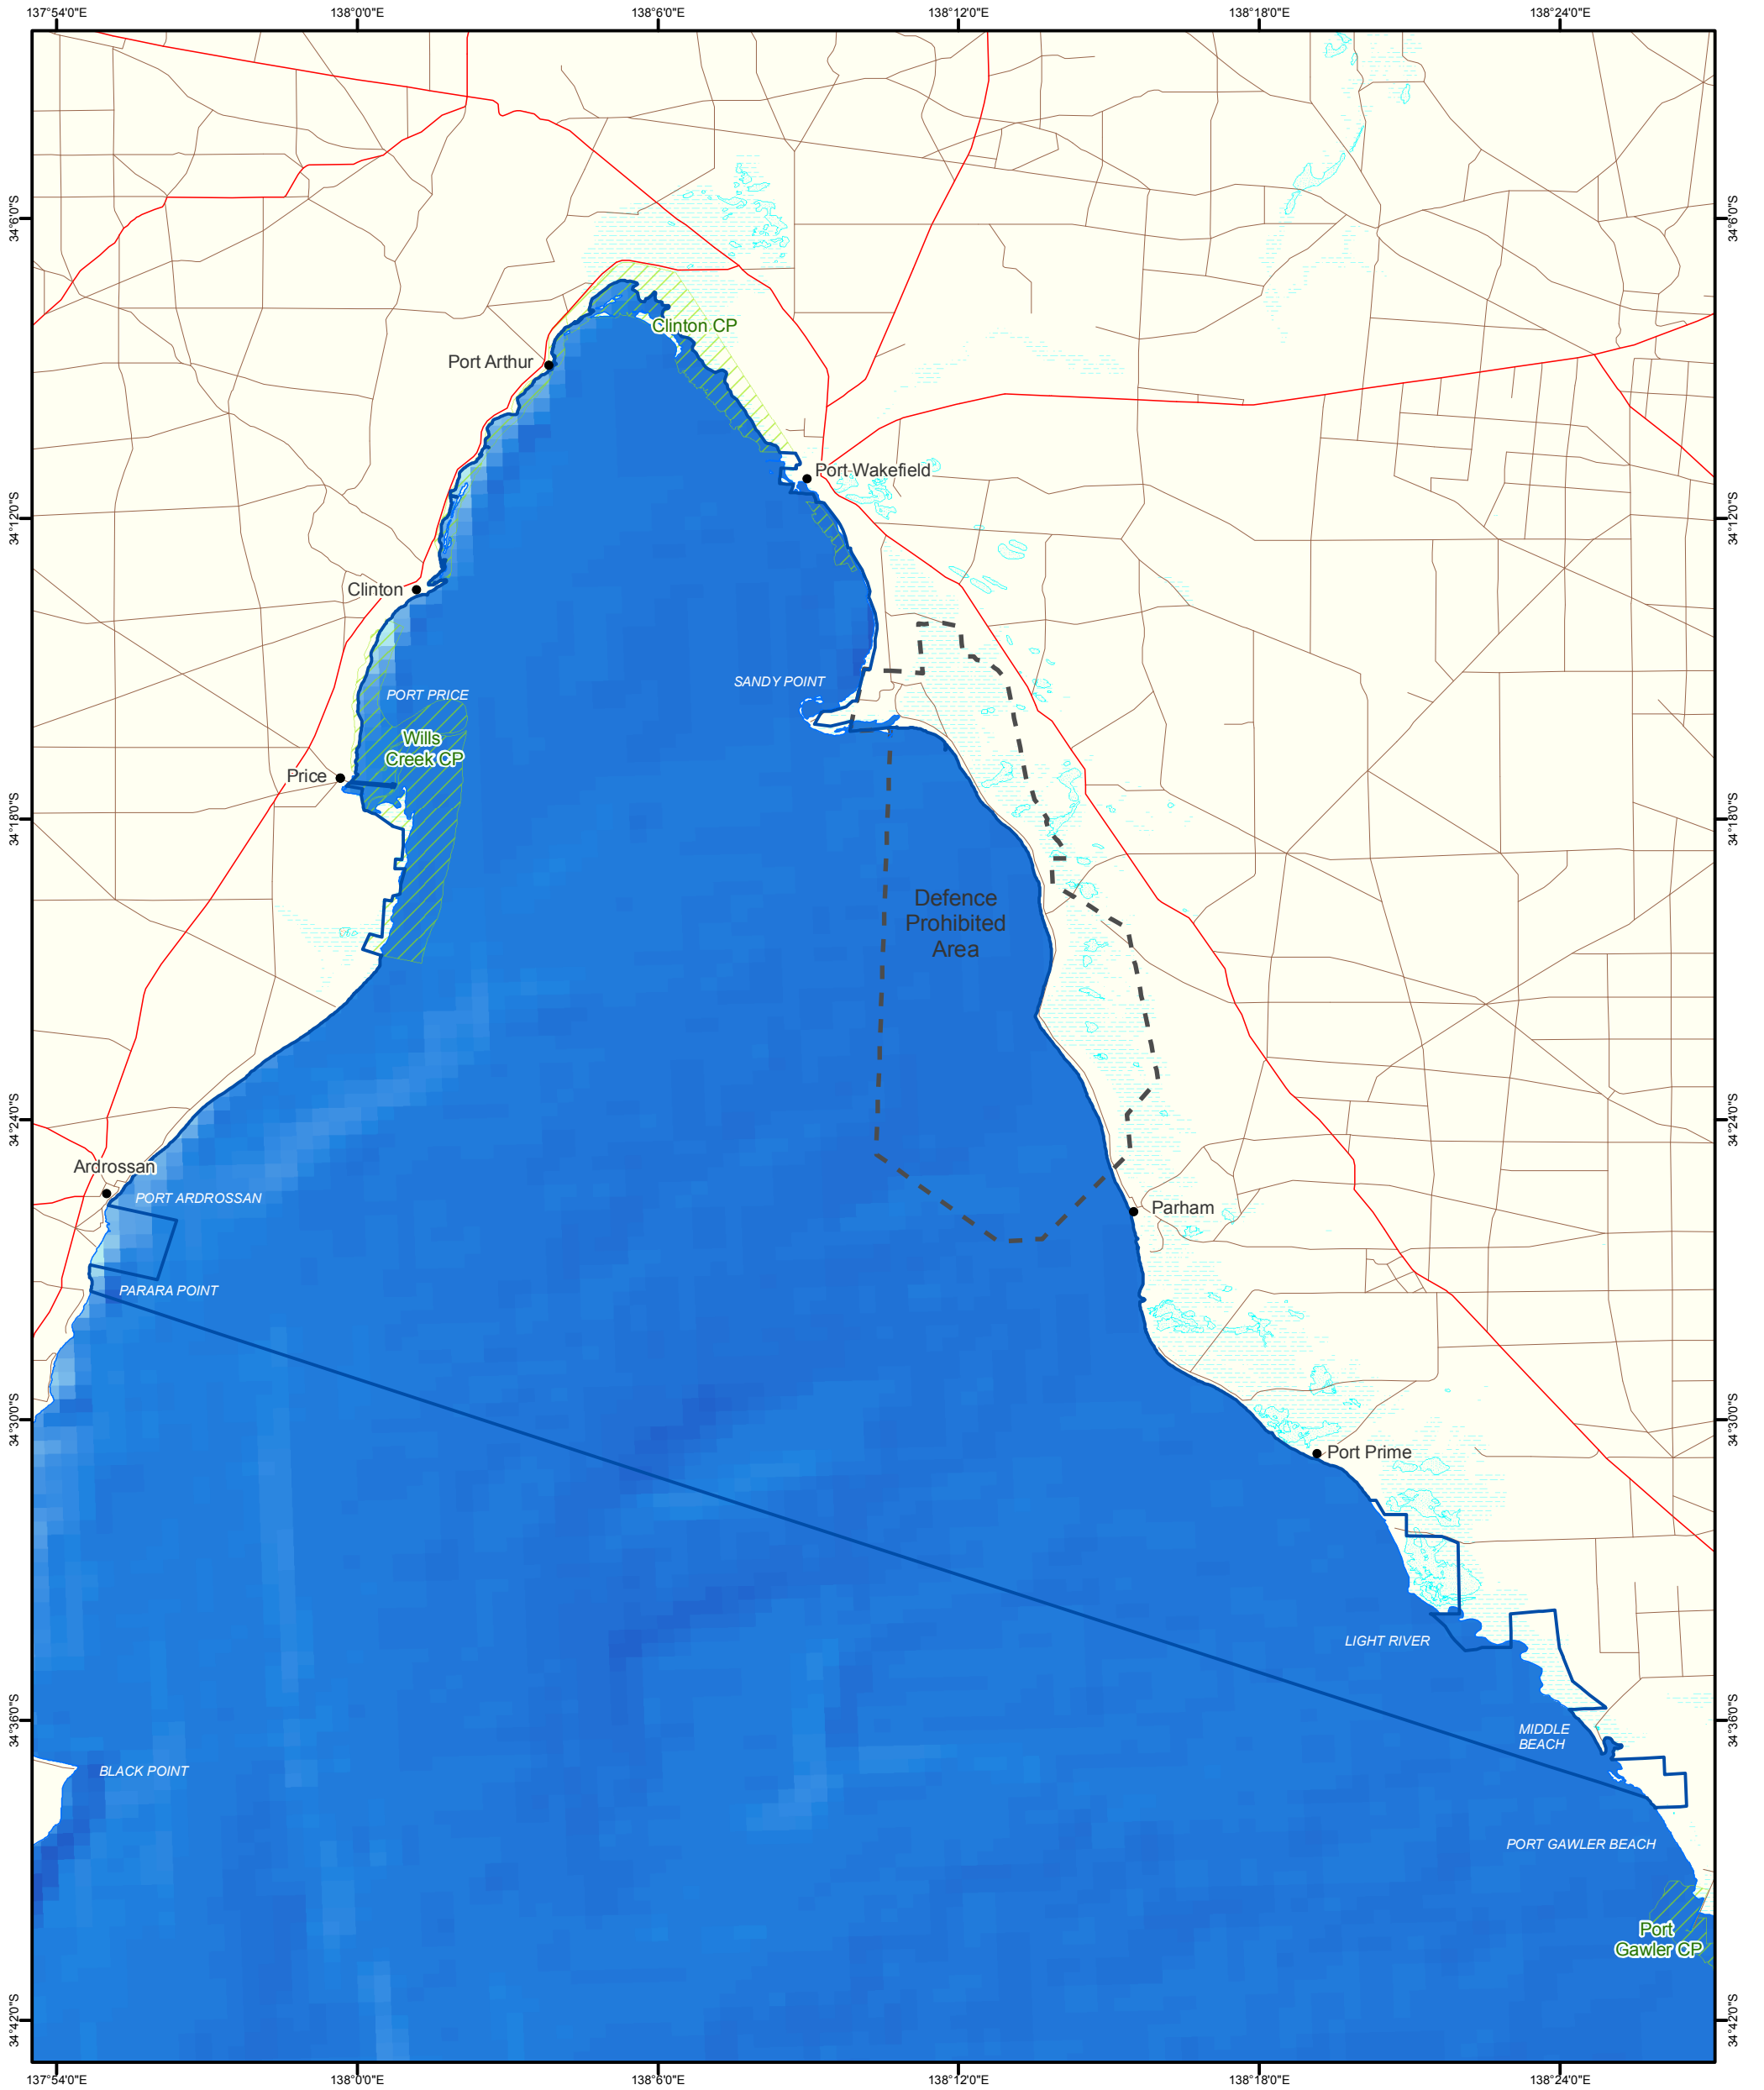 137°54'0"E
138°0'0"E
138°6'0"E
138°12'0"E
138°18'0"E
138°24'0"E
34°6'0"S
34°6'0"S
Clinton CP
Port Arthur
Port Wakefield
34°12'0"S
34°12'0"S
Clinton
SANDY POINT
PORT PRICE
Wills
Creek CP
Price
34°18'0"S
34°18'0"S
Defence
Prohibited
Area
34°24'0"S
34°24'0"S
Ardrossan
PORT ARDROSSAN
Parham
PARARA POINT
34°30'0"S
34°30'0"S
Port Prime
LIGHT RIVER
34°36'0"S
34°36'0"S
MIDDLE
BEACH
BLACK POINT
PORT GAWLER BEACH
Port
Gawler CP
34°42'0"S
34°42'0"S
137°54'0"E
138°0'0"E
138°6'0"E
138°12'0"E
138°18'0"E
138°24'0"E